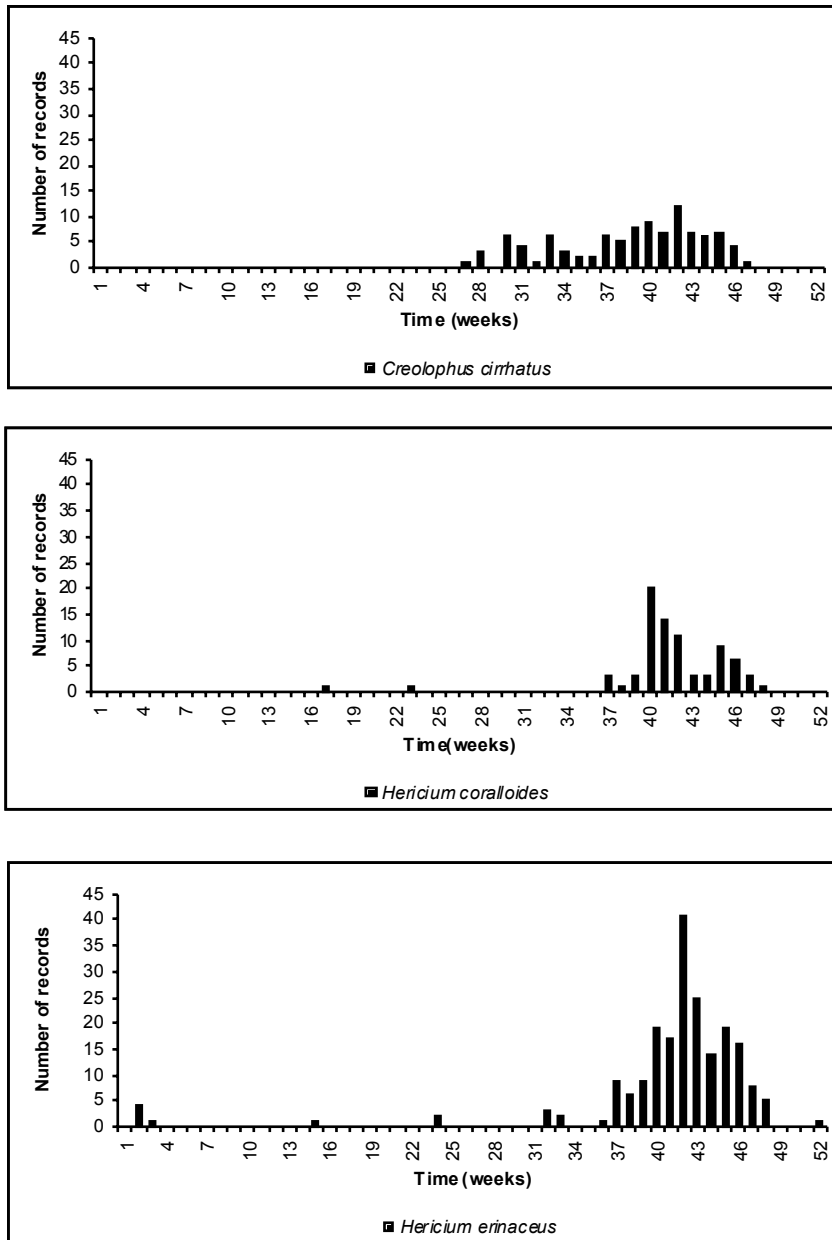 45
40
35
30
25
20
15
10
5
0
Number of records
1 4 7 10 13 16 19 22 25 28 31 34 37 40 43 46 49 52
Time (weeks)
Creolophus cirrhatus
45
40
35
30
25
20
15
10
5
0
Number of records
1 4 7 10 13 16 19 22 25 28 31 34 37 40 43 46 49 52
Time(weeks)
Hericium coralloides
45
40
35
30
25
20
15
10
5
0
Number of records
1 4 7 10 13 16 19 22 25 28 31 34 37 40 43 46 49 52
Time (weeks)
Hericium erinaceus